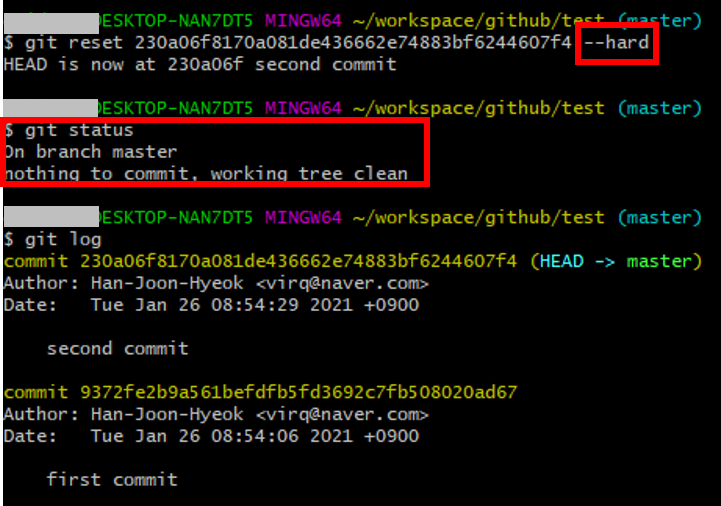 DESKTOP-NAN7DT5 MINGW64 ~/workspace/github/test (master)
$ git reset 230a06f8170a081de436662e74883bf6244607f4 --hard
HEAD is now at 230a06f second commit
DESKTOP-NAN7DT5 MINGW64 ~/workspace/github/test (master)
$ git status
On branch master
nothing to commit, working tree clean
DESKTOP-NAN7DT5 MINGW64 ~/workspace/github/test (master)
$ git log
commit 230a06f8170a081de436662e74883bf6244607f4 (HEAD -> master)
Author: Han-Joon-Hyeok <virq@naver.com>
Date:   Tue Jan 26 08:54:29 2021 +0900
second commit
commit 9372fe2b9a561befdfb5fd3692c7fb508020ad67
Author: Han-Joon-Hyeok <virq@naver.com>
Date:   Tue Jan 26 08:54:06 2021 +0900
first commit